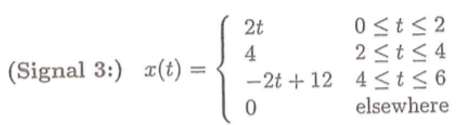 2t 0 ≤ t ≤ 2
4 2 ≤ t ≤ 4
(Signal 3:) x(t) =
-2t + 12 4 ≤ t ≤ 6
0 elsewhere